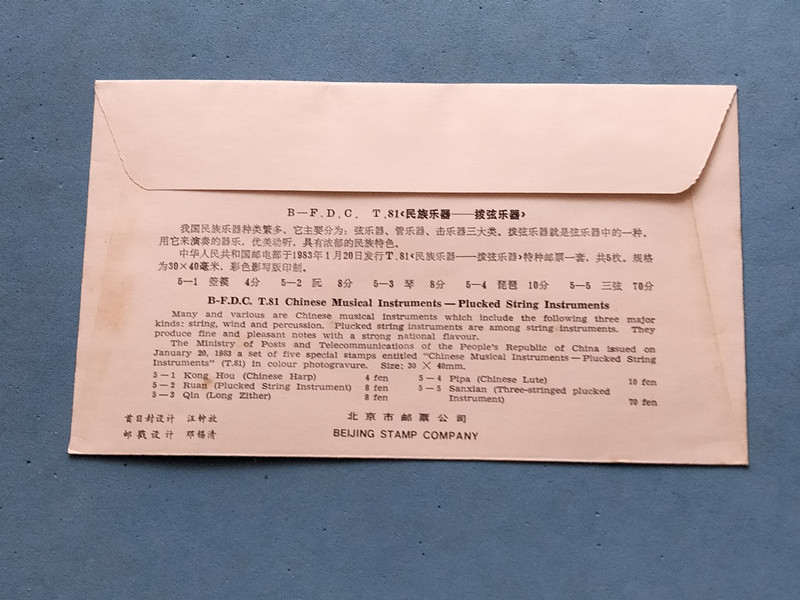 B—F.D.C. T.81《民族乐器——拨弦乐器》
我国民族乐器种类繁多。它主要分为：弦乐器、管乐器、击乐器三大类。拨弦乐器就是弦乐器中的一种。
用它来演奏的器乐，优美动听，具有浓郁的民族特色。
中华人民共和国邮电部于1983年1月20日发行T.81《民族乐器——拨弦乐器》特种邮票一套。共5枚。规格
为30×40毫米，彩色影写版印制。
5—1 箜篌 4分 5—2 阮 8分 5—3 琴 8分 5—4 琵琶 10分 5—5 三弦 70分
B-F.D.C. T.81 Chinese Musical Instruments — Plucked String Instruments
Many and various are Chinese musical instruments which include the following three major
kinds: string, wind and percussion. Plucked string instruments are among string instruments. They
produce fine and pleasant notes with a strong national flavour.
The Ministry of Posts and Telecommunications of the People's Republic of China issued on
January 20, 1983 a set of five special stamps entitled "Chinese Musical Instruments — Plucked String
Instruments" (T.81) in colour photogravure. Size: 30 × 40mm.
5—1 Kong Hou (Chinese Harp) 4 fen
5—2 Ruan (Plucked String Instrument) 8 fen
5—3 Qin (Long Zither) 8 fen
5—4 Pipa (Chinese Lute) 10 fen
5—5 Sanxian (Three-stringed plucked
Instrument) 70 fen
首日封设计 汪钟放
邮戳设计 邓锡清
北京市邮票公司
BEIJING STAMP COMPANY